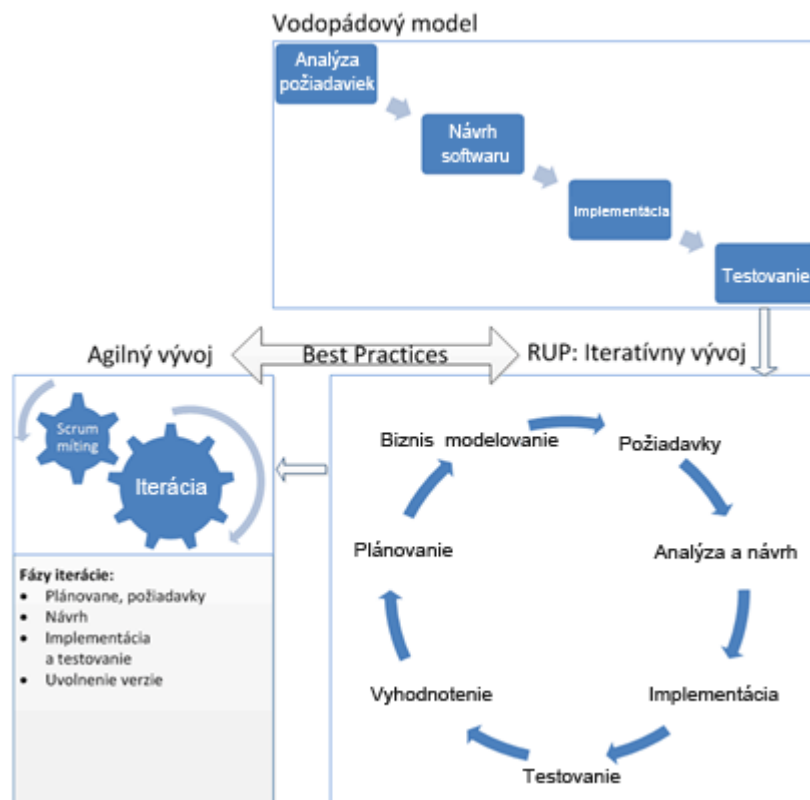 Vodopádový model
Analýza
požiadaviek
Návrh
softwaru
Implementácia
Testovanie
Agilný vývoj
Best Practices
RUP: Iteratívny vývoj
Scrum
míting
Iterácia
Fázy iterácie:
• Plánovane, požiadavky
• Návrh
• Implementácia
a testovanie
• Uvolnenie verzie
Biznis modelovanie
Požiadavky
Analýza a návrh
Implementácia
Testovanie
Vyhodnotenie
Plánovanie